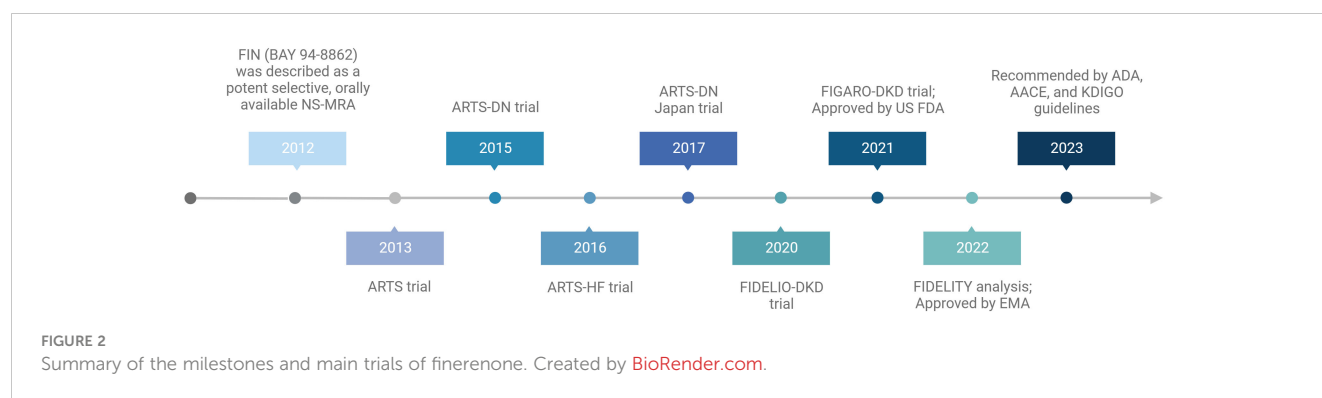 FIN (BAY 94-8862)
was described as a
potent selective, orally
available NS-MRA
2012
2013
ARTS trial
ARTS-DN trial
2015
2016
ARTS-HF trial
ARTS-DN
Japan trial
2017
2020
FIDELIO-DKD
trial
FIGARO-DKD trial;
Approved by US FDA
2021
2022
FIDELITY analysis;
Approved by EMA
Recommended by ADA,
AACE, and KDIGO
guidelines
2023
FIGURE 2
Summary of the milestones and main trials of finerenone. Created by BioRender.com.